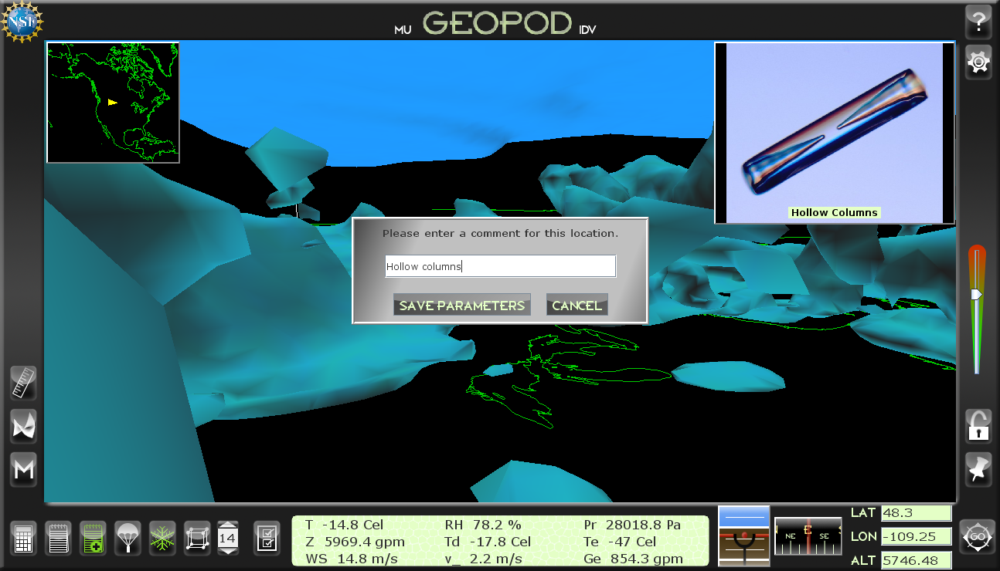 NSF
MU GEOPOD IDV
?
Hollow Columns
Please enter a comment for this location.
Hollow columns
SAVE PARAMETERS CANCEL
M
14
T -14.8 Cel RH 78.2 % Pr 28018.8 Pa
Z 5969.4 gpm Td -17.8 Cel Te -47 Cel
WS 14.8 m/s v_ 2.2 m/s Ge 854.3 gpm
NE E SE
LAT 48.3
LON -109.25
ALT 5746.48
GO